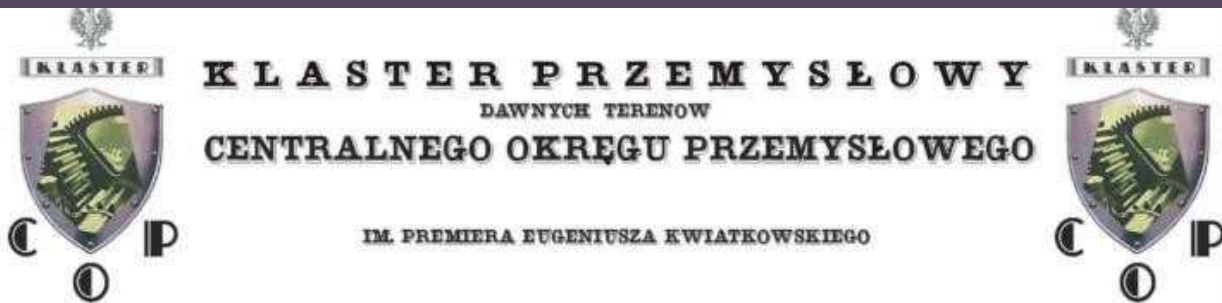 KLASTER
KLASTER PRZEMYSŁOWY
KLASTER
DAWNYCH TERENOW
CENTRALNEGO OKRĘGU PRZEMYSŁOWEGO
IM. PREMIERA EUGENIUSZA KWIATKOWSKIEGO
C P
O
C P
O